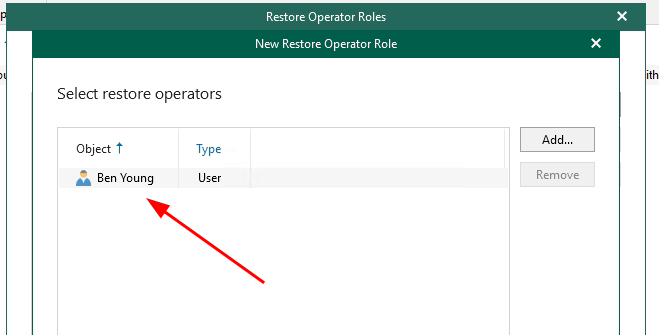 Restore Operator Roles
New Restore Operator Role
Select restore operators
Add...
Object Type
Ben Young User
Remove